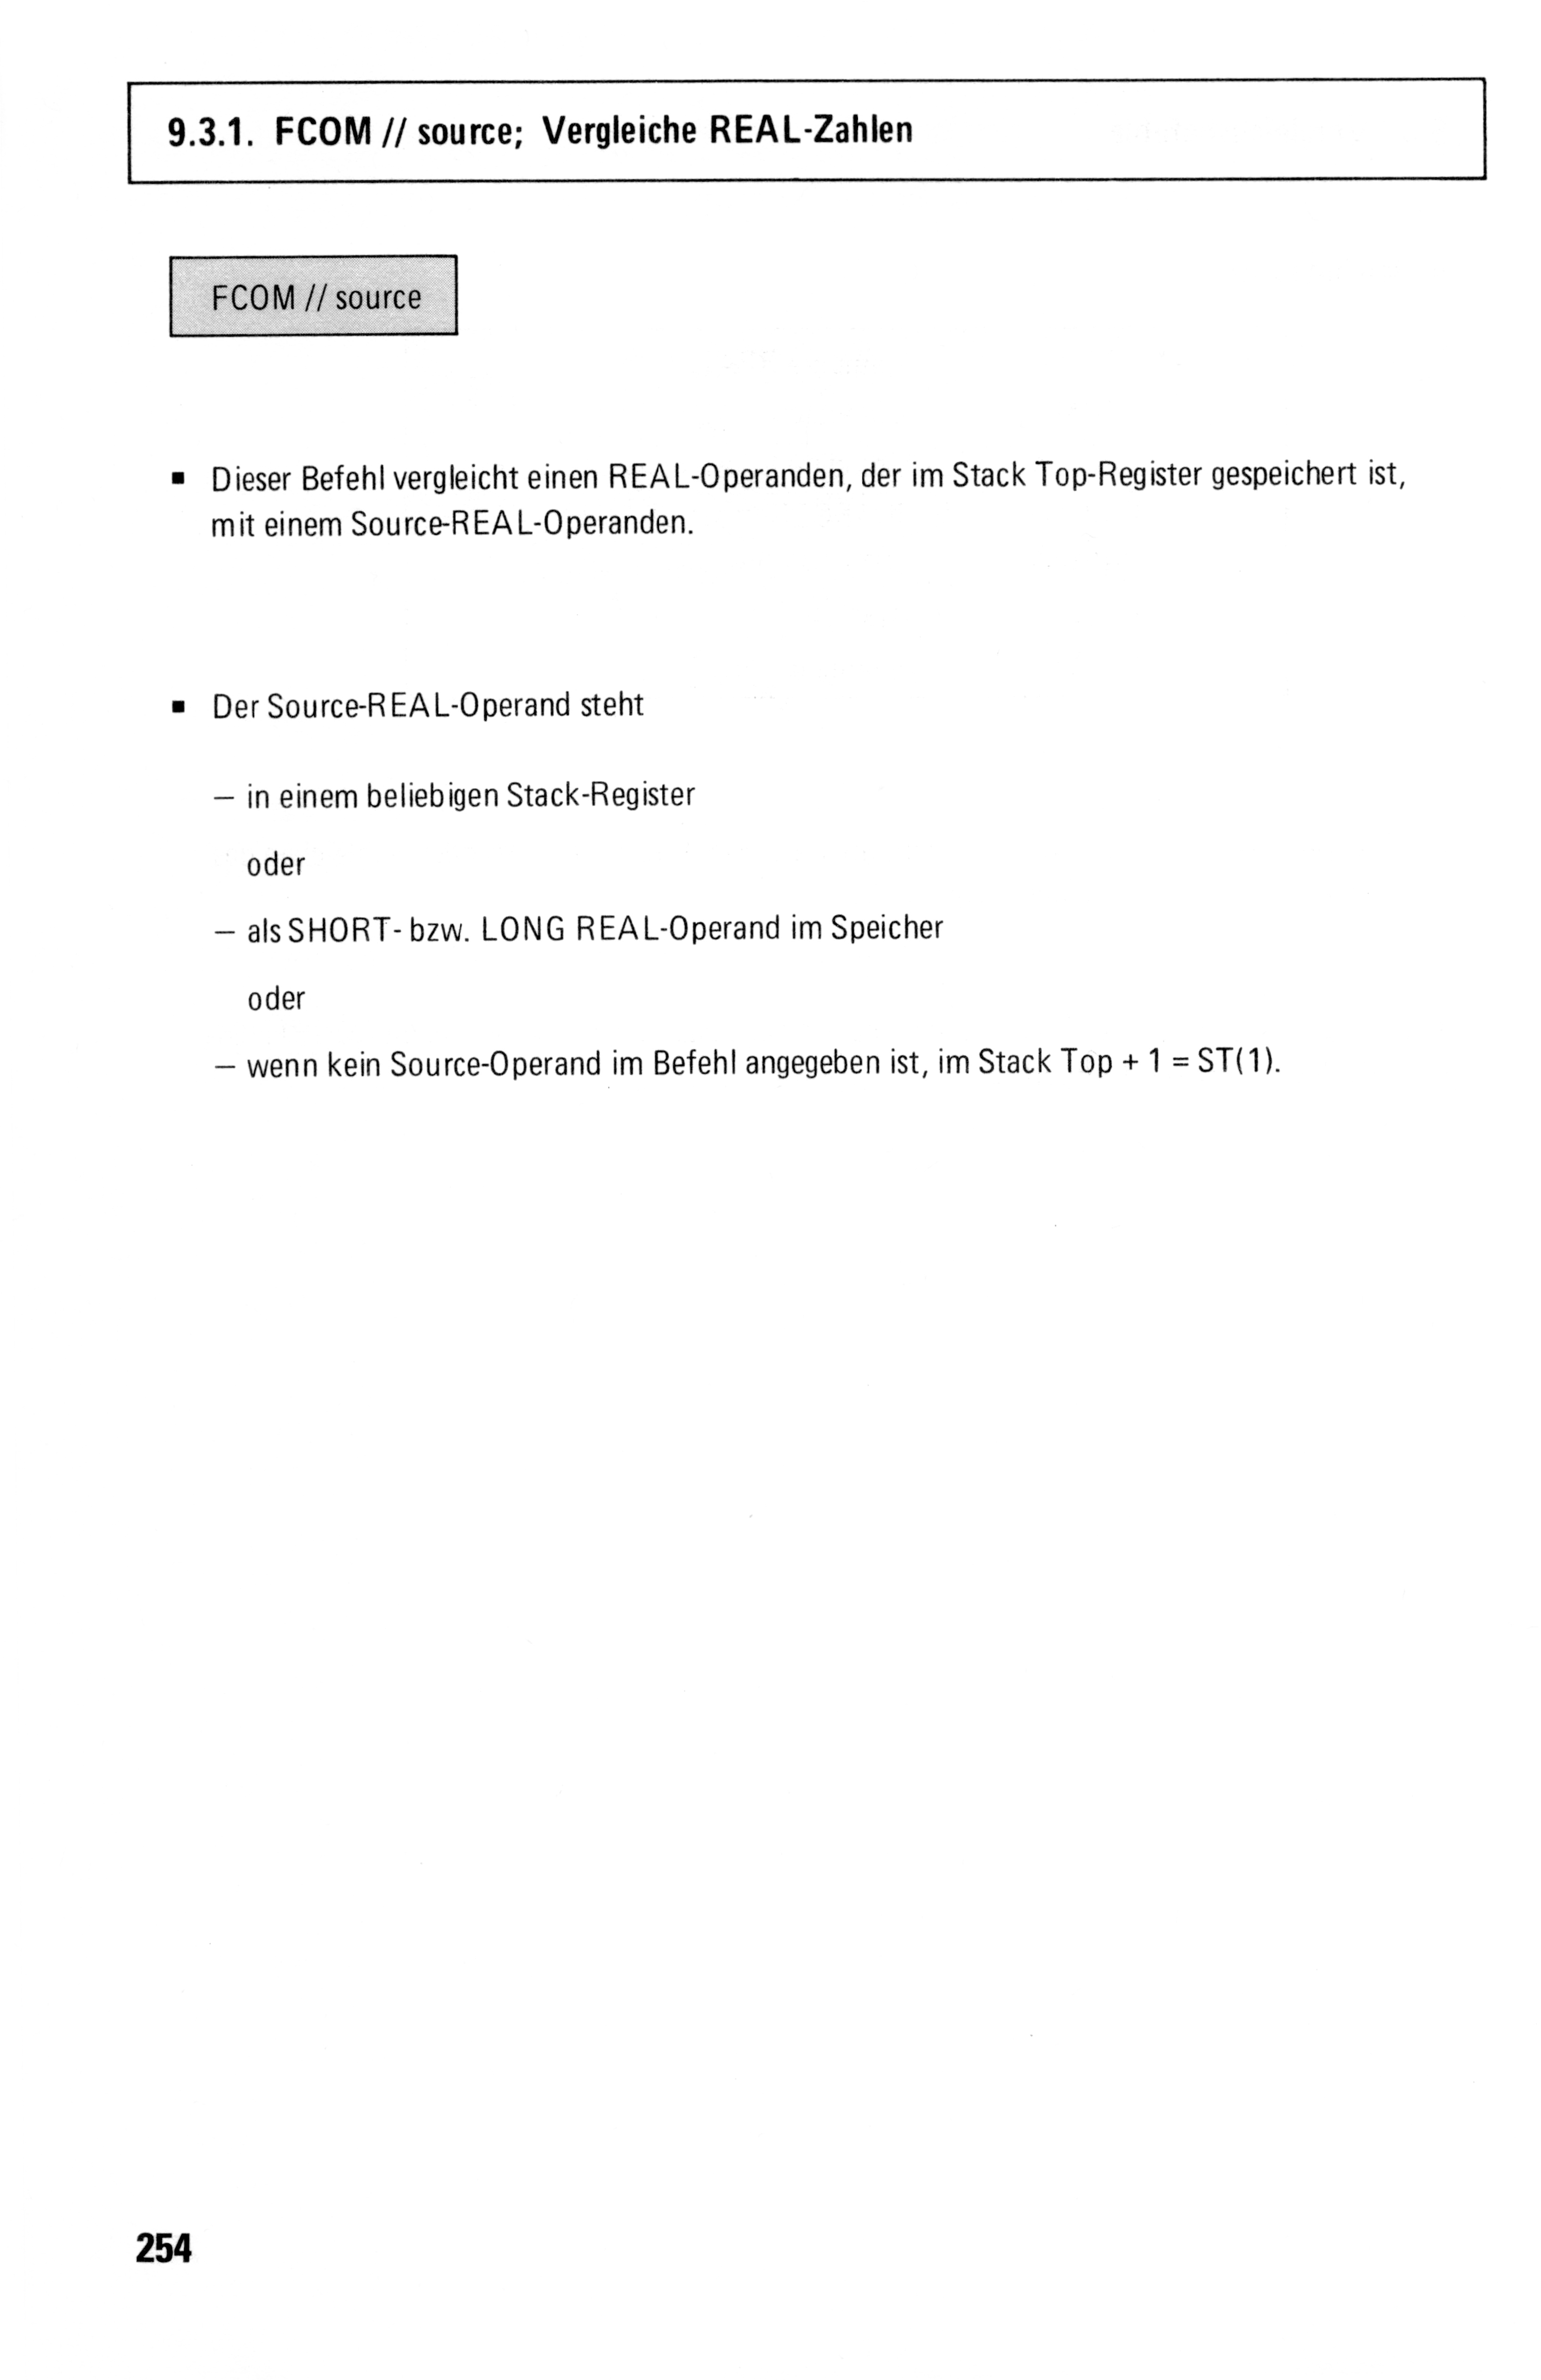 9.3.1. FCOM // source; Vergleiche REAL-Zahlen
FCOM // source
▪ Dieser Befehl vergleicht einen REAL-Operanden, der im Stack Top-Register gespeichert ist,
mit einem Source-REAL-Operanden.
▪ Der Source-REAL-Operand steht
– in einem beliebigen Stack-Register
oder
– als SHORT- bzw. LONG REAL-Operand im Speicher
oder
– wenn kein Source-Operand im Befehl angegeben ist, im Stack Top + 1 = ST(1).
254